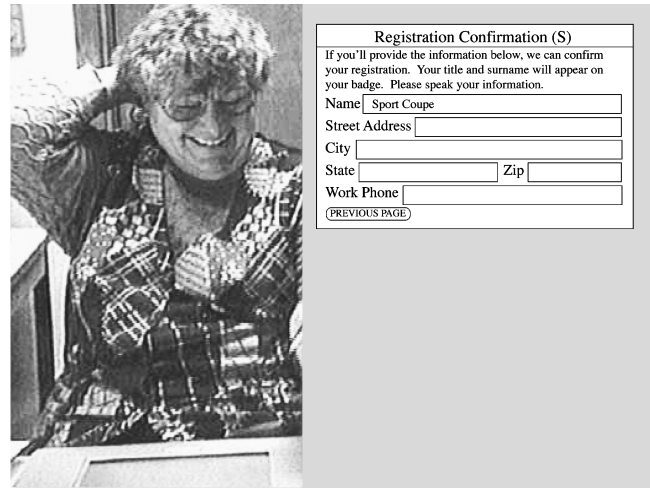 Registration Confirmation (S)
If you'll provide the information below, we can confirm
your registration. Your title and surname will appear on
your badge. Please speak your information.
Name Sport Coupe
Street Address
City
State Zip
Work Phone
PREVIOUS PAGE